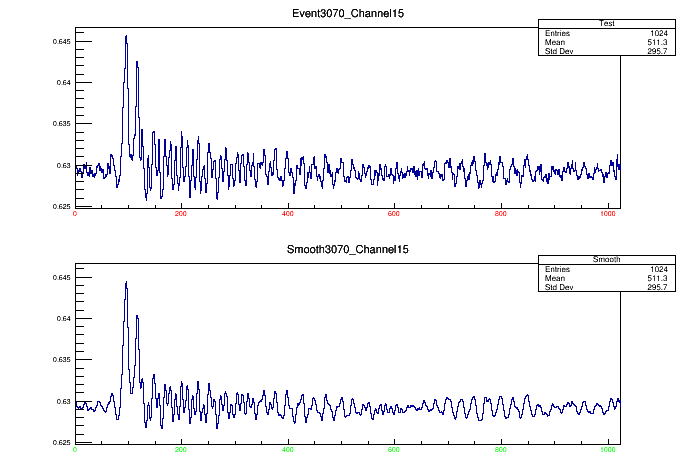 Event3070_Channel15
Test
Entries 1024
Mean 511.3
Std Dev 295.7
0.645
0.64
0.635
0.63
0.625
0 200 400 600 800 1000
Smooth3070_Channel15
Smooth
Entries 1024
Mean 511.3
Std Dev 295.7
0.645
0.64
0.635
0.63
0.625
0 200 400 600 800 1000